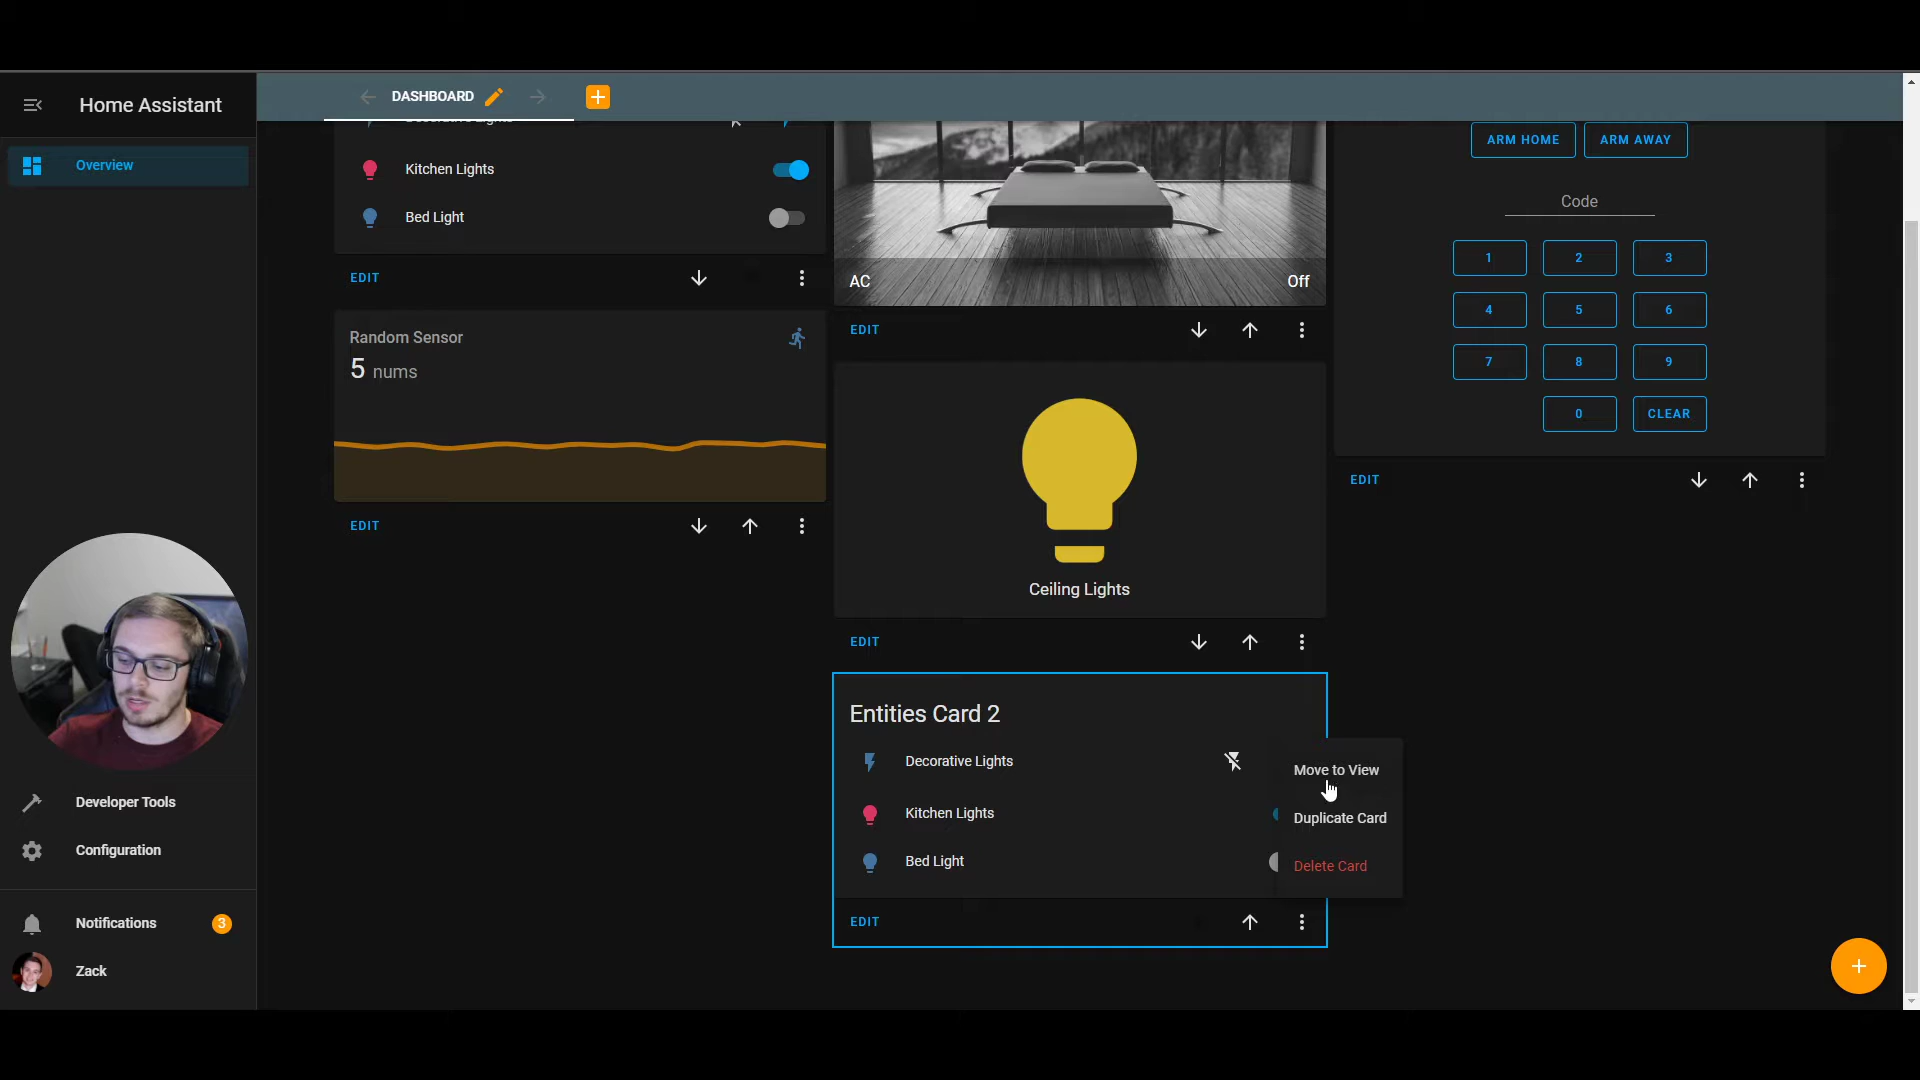 Home Assistant
DASHBOARD
Overview
Decorative Lights
Kitchen Lights
Bed Light
EDIT
Random Sensor
5 nums
EDIT
AC
Off
EDIT
Ceiling Lights
EDIT
Entities Card 2
Decorative Lights
Kitchen Lights
Bed Light
EDIT
Move to View
Duplicate Card
Delete Card
ARM HOME
ARM AWAY
Code
1
2
3
4
5
6
7
8
9
0
CLEAR
EDIT
Developer Tools
Configuration
Notifications
3
Zack